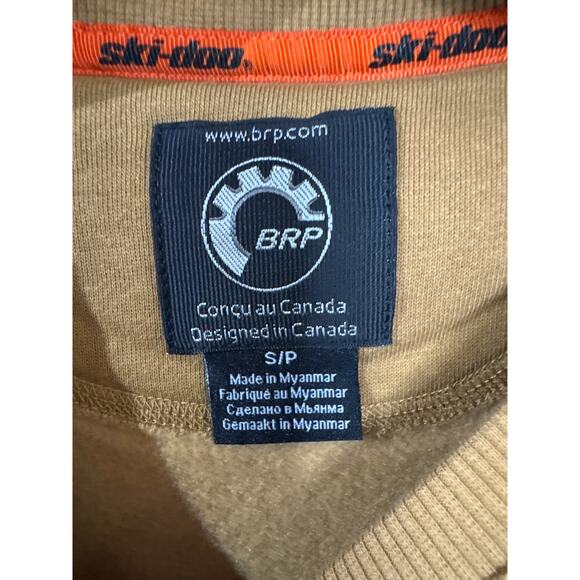 ski-doo® ski-doo
www.brp.com
BRP
Conçu au Canada
Designed in Canada
S/P
Made in Myanmar
Fabriqué au Myanmar
Сделано в Мьянма
Gemaakt in Myanmar